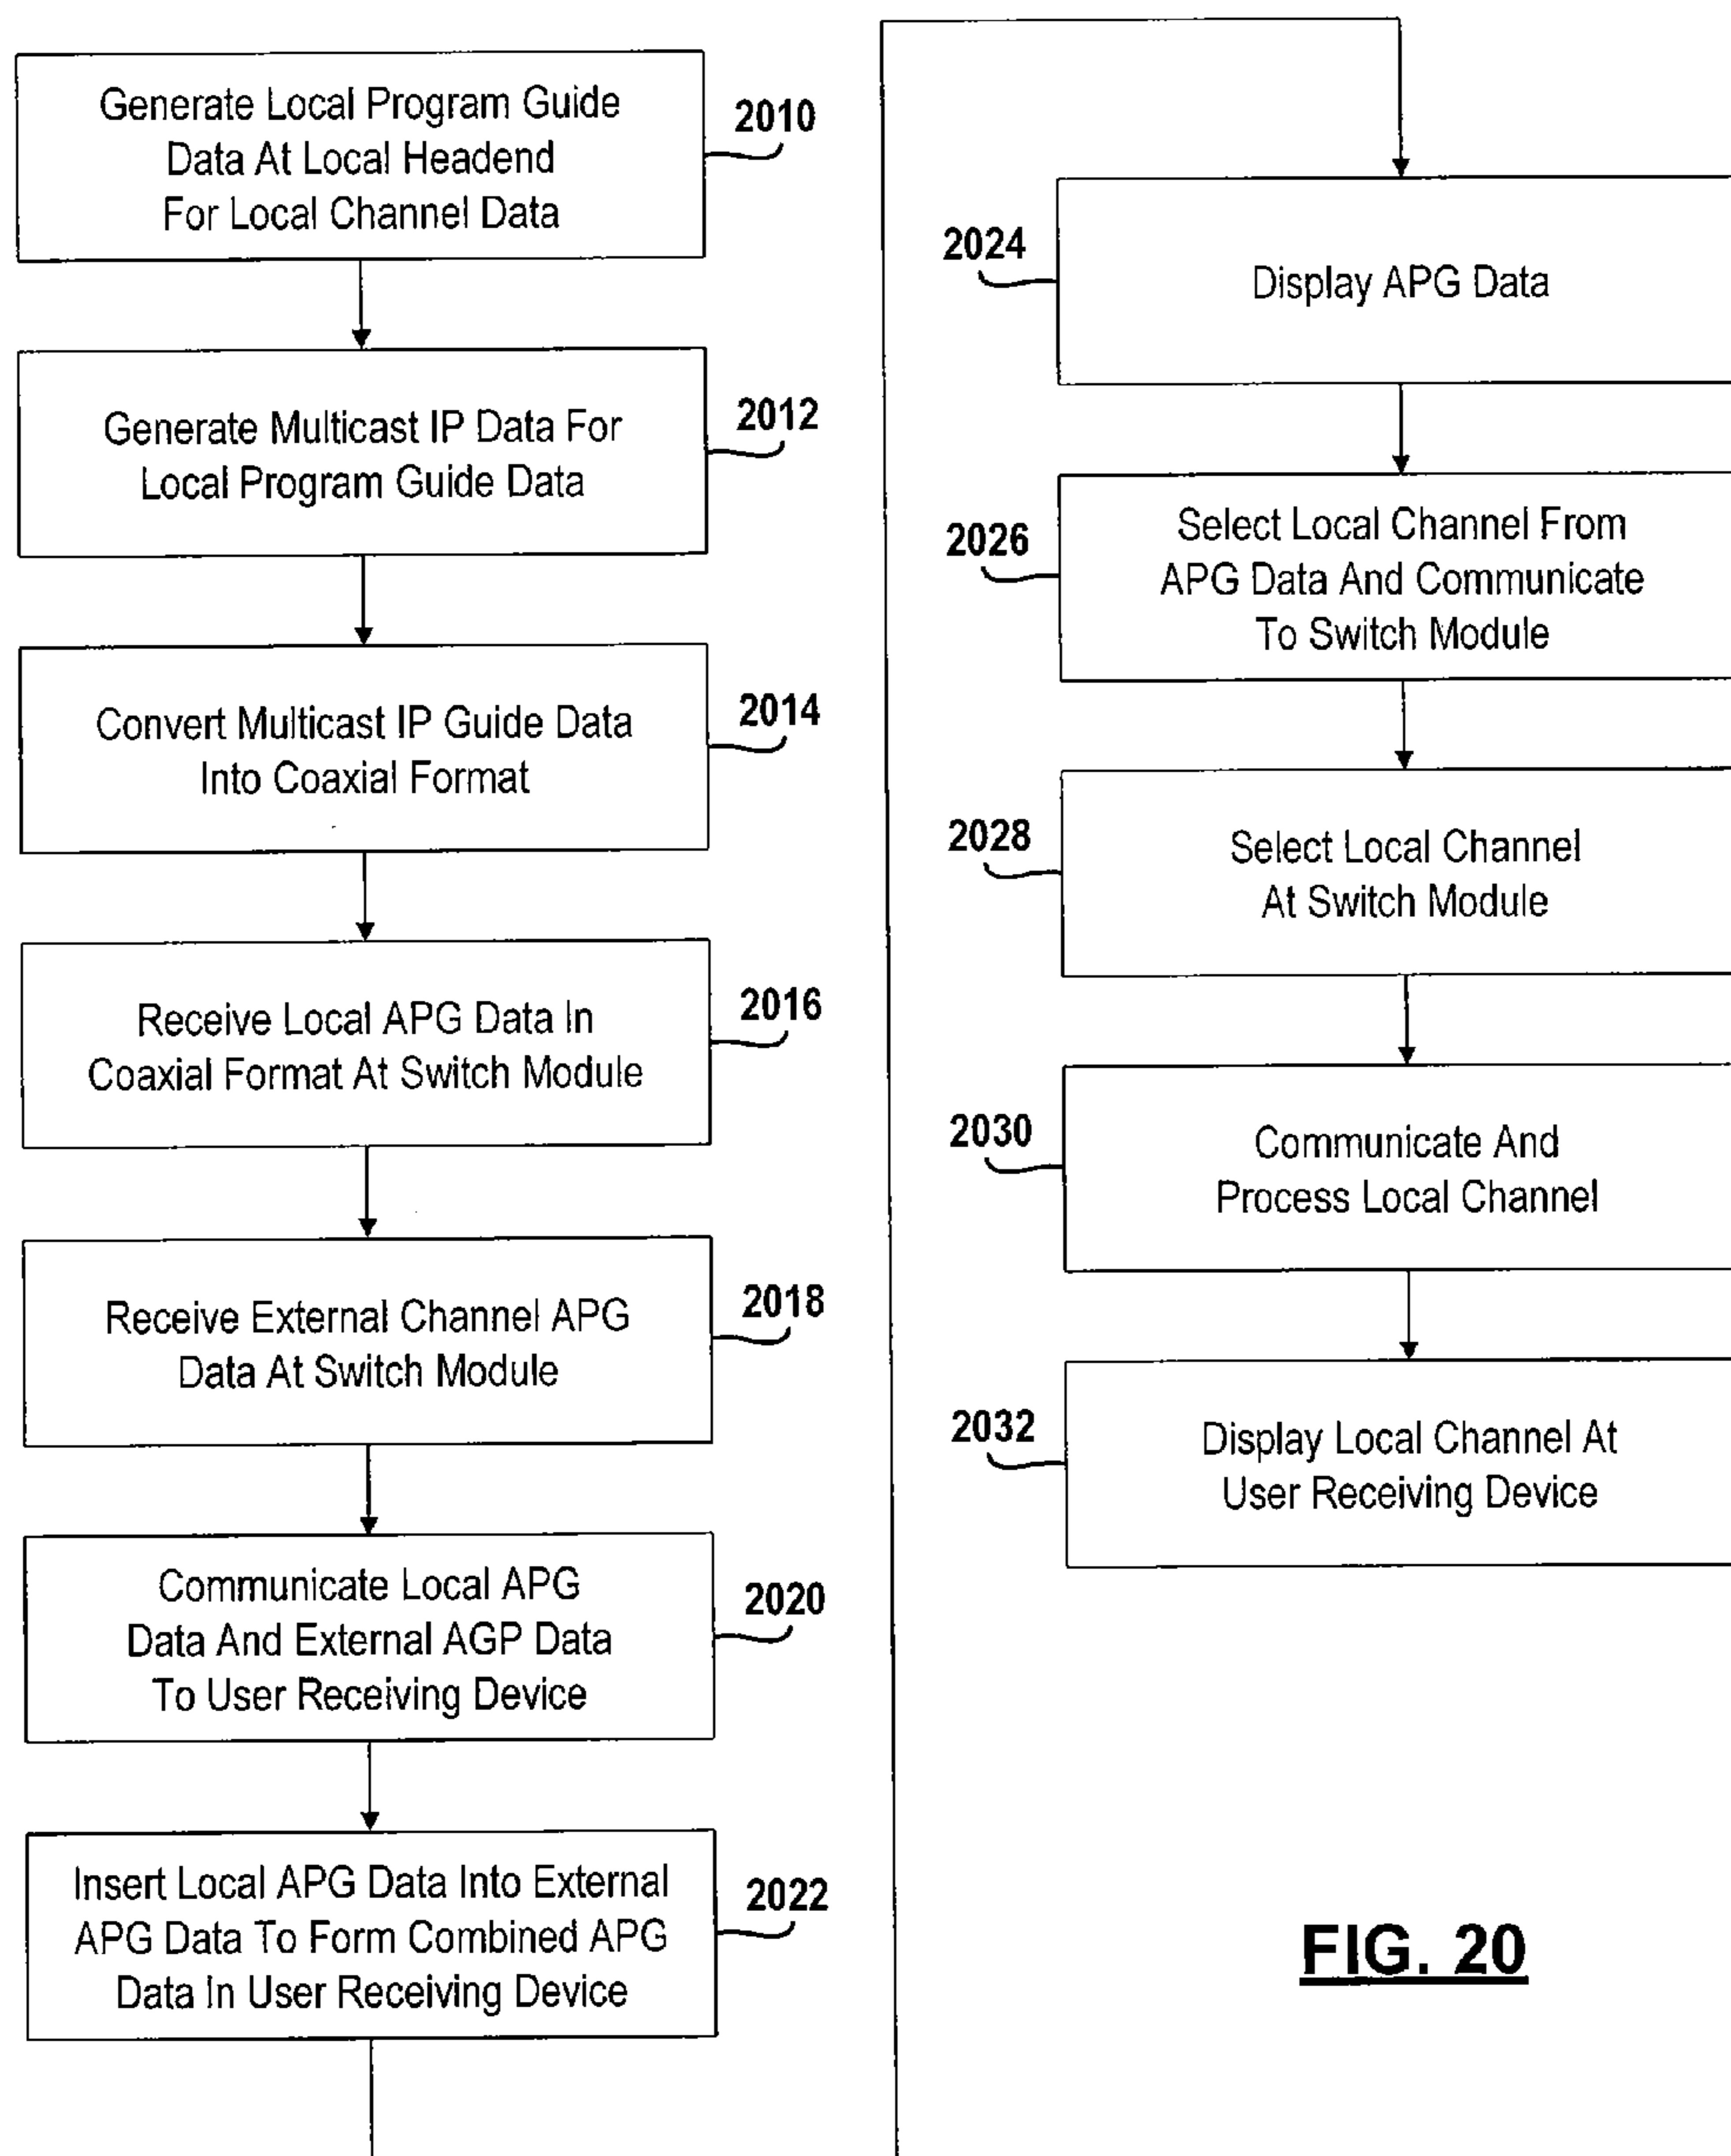 Generate Local Program Guide
Data At Local Headend
For Local Channel Data
2010
Generate Multicast IP Data For
Local Program Guide Data
2012
Convert Multicast IP Guide Data
Into Coaxial Format
2014
Receive Local APG Data In
Coaxial Format At Switch Module
2016
Receive External Channel APG
Data At Switch Module
2018
Communicate Local APG
Data And External AGP Data
To User Receiving Device
2020
Insert Local APG Data Into External
APG Data To Form Combined APG
Data In User Receiving Device
2022
2024
Display APG Data
2026
Select Local Channel From
APG Data And Communicate
To Switch Module
2028
Select Local Channel
At Switch Module
2030
Communicate And
Process Local Channel
2032
Display Local Channel At
User Receiving Device
FIG. 20